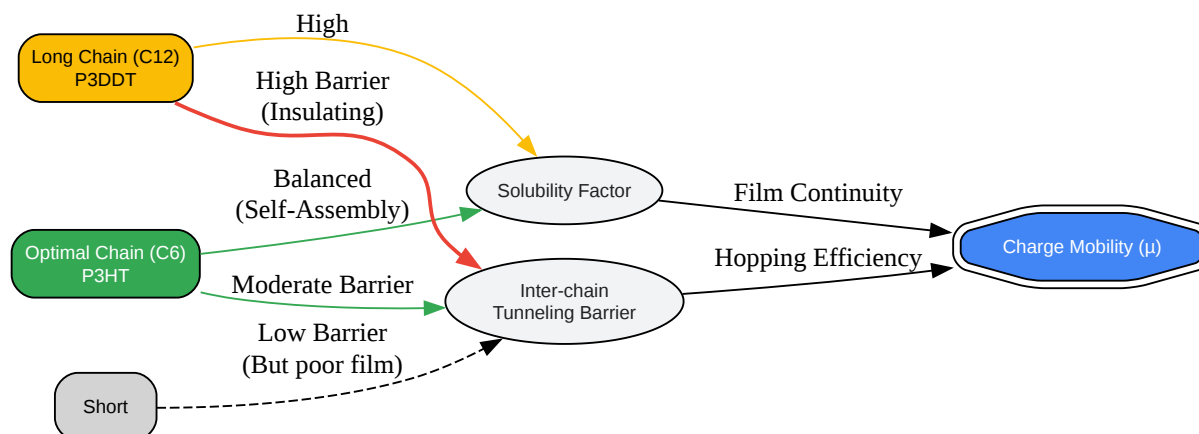 High
Long Chain (C12)
P3DDT
High Barrier
(Insulating)
Balanced
(Self-Assembly)
Solubility Factor
Film Continuity
Optimal Chain (C6)
P3HT
Moderate Barrier
Inter-chain
Tunneling Barrier
Hopping Efficiency
Charge Mobility (μ)
Low Barrier
(But poor film)
Short